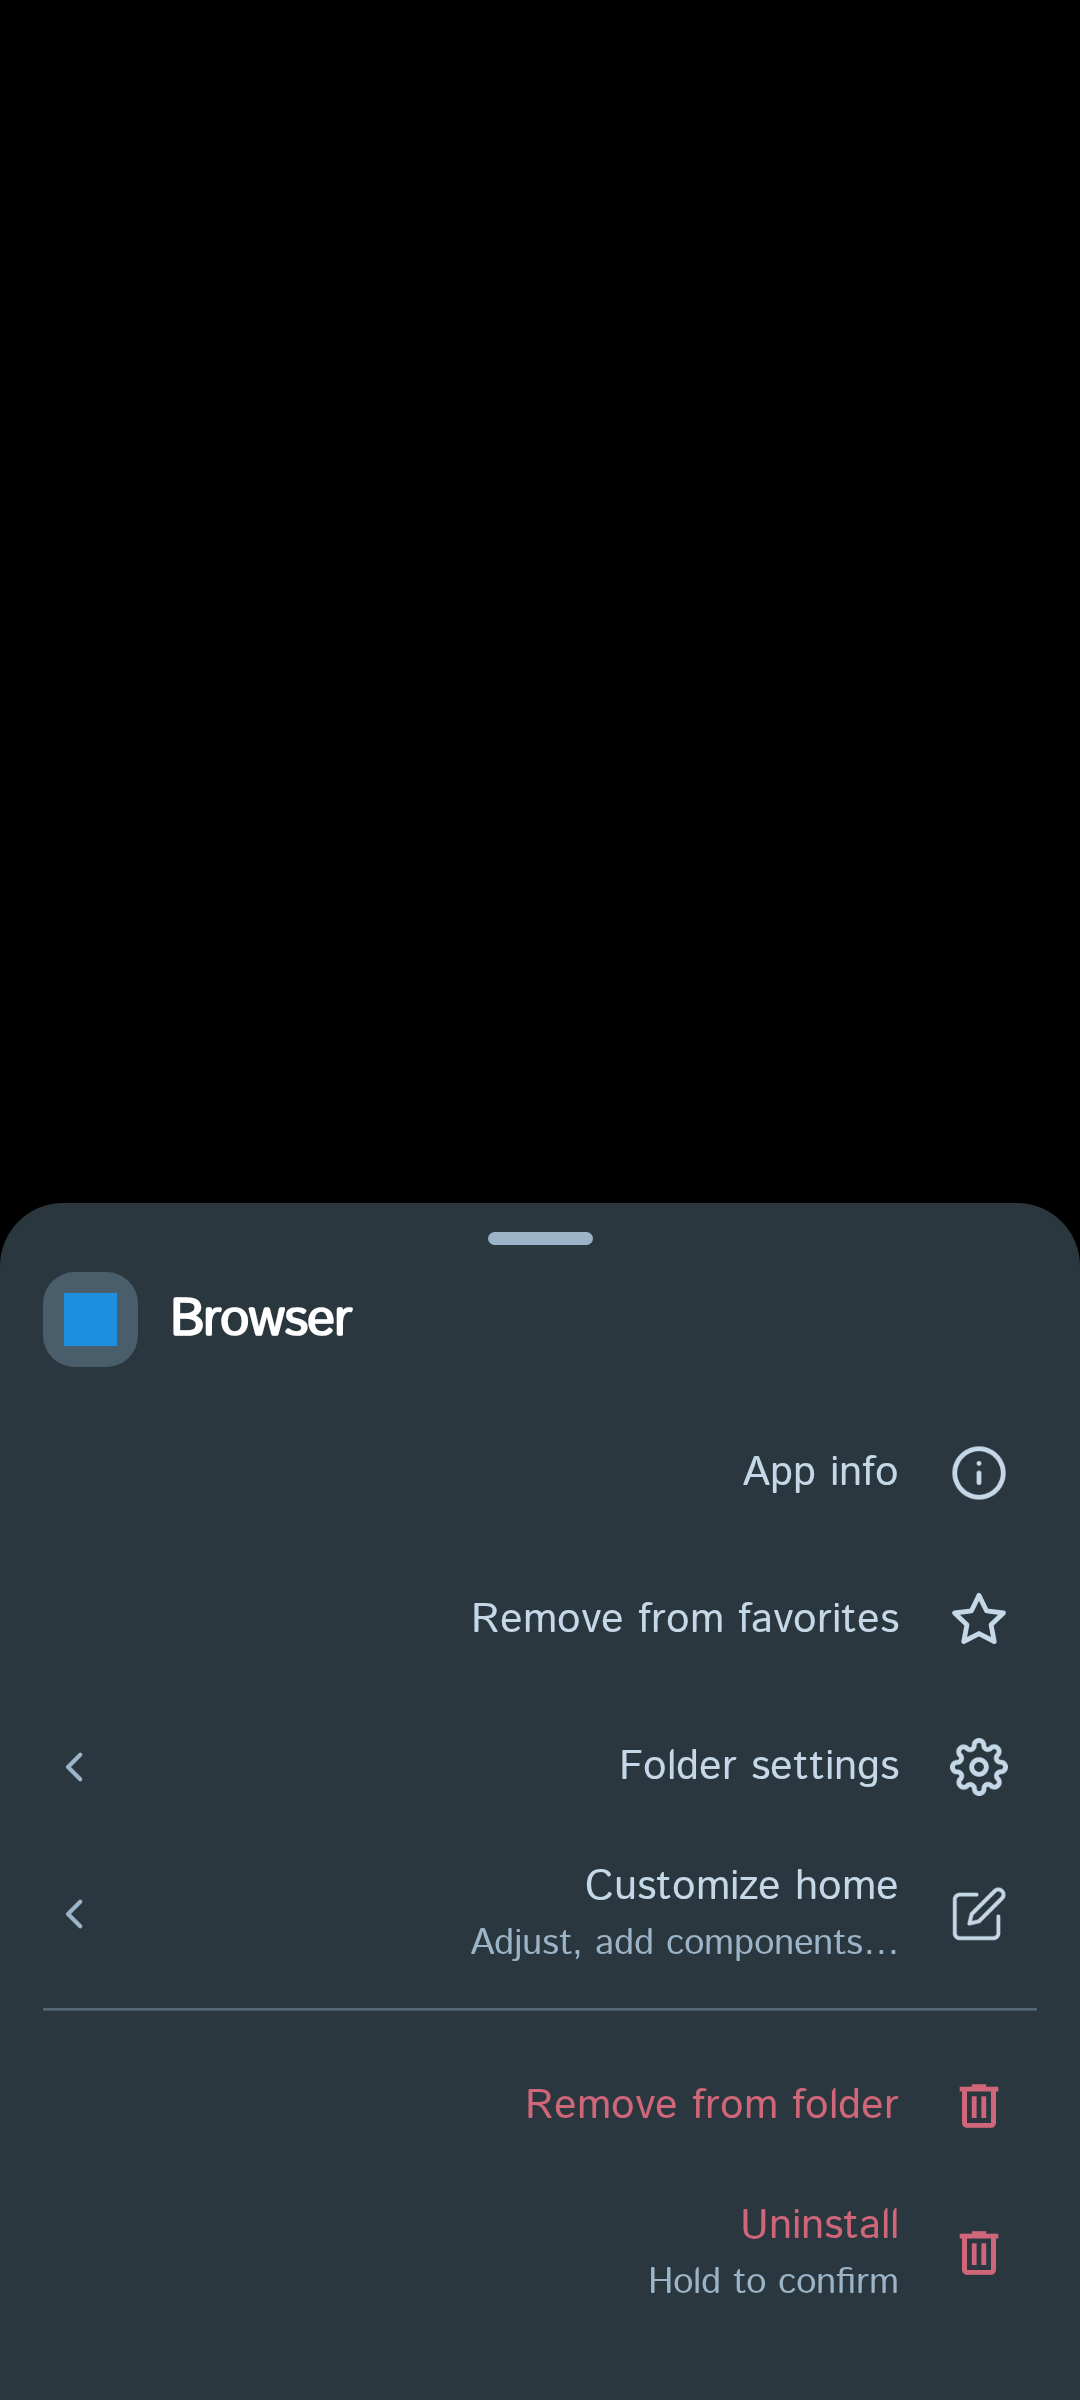 Browser
App info
Remove from favorites
Folder settings
Customize home
Adjust, add components...
Remove from folder
Uninstall
Hold to confirm